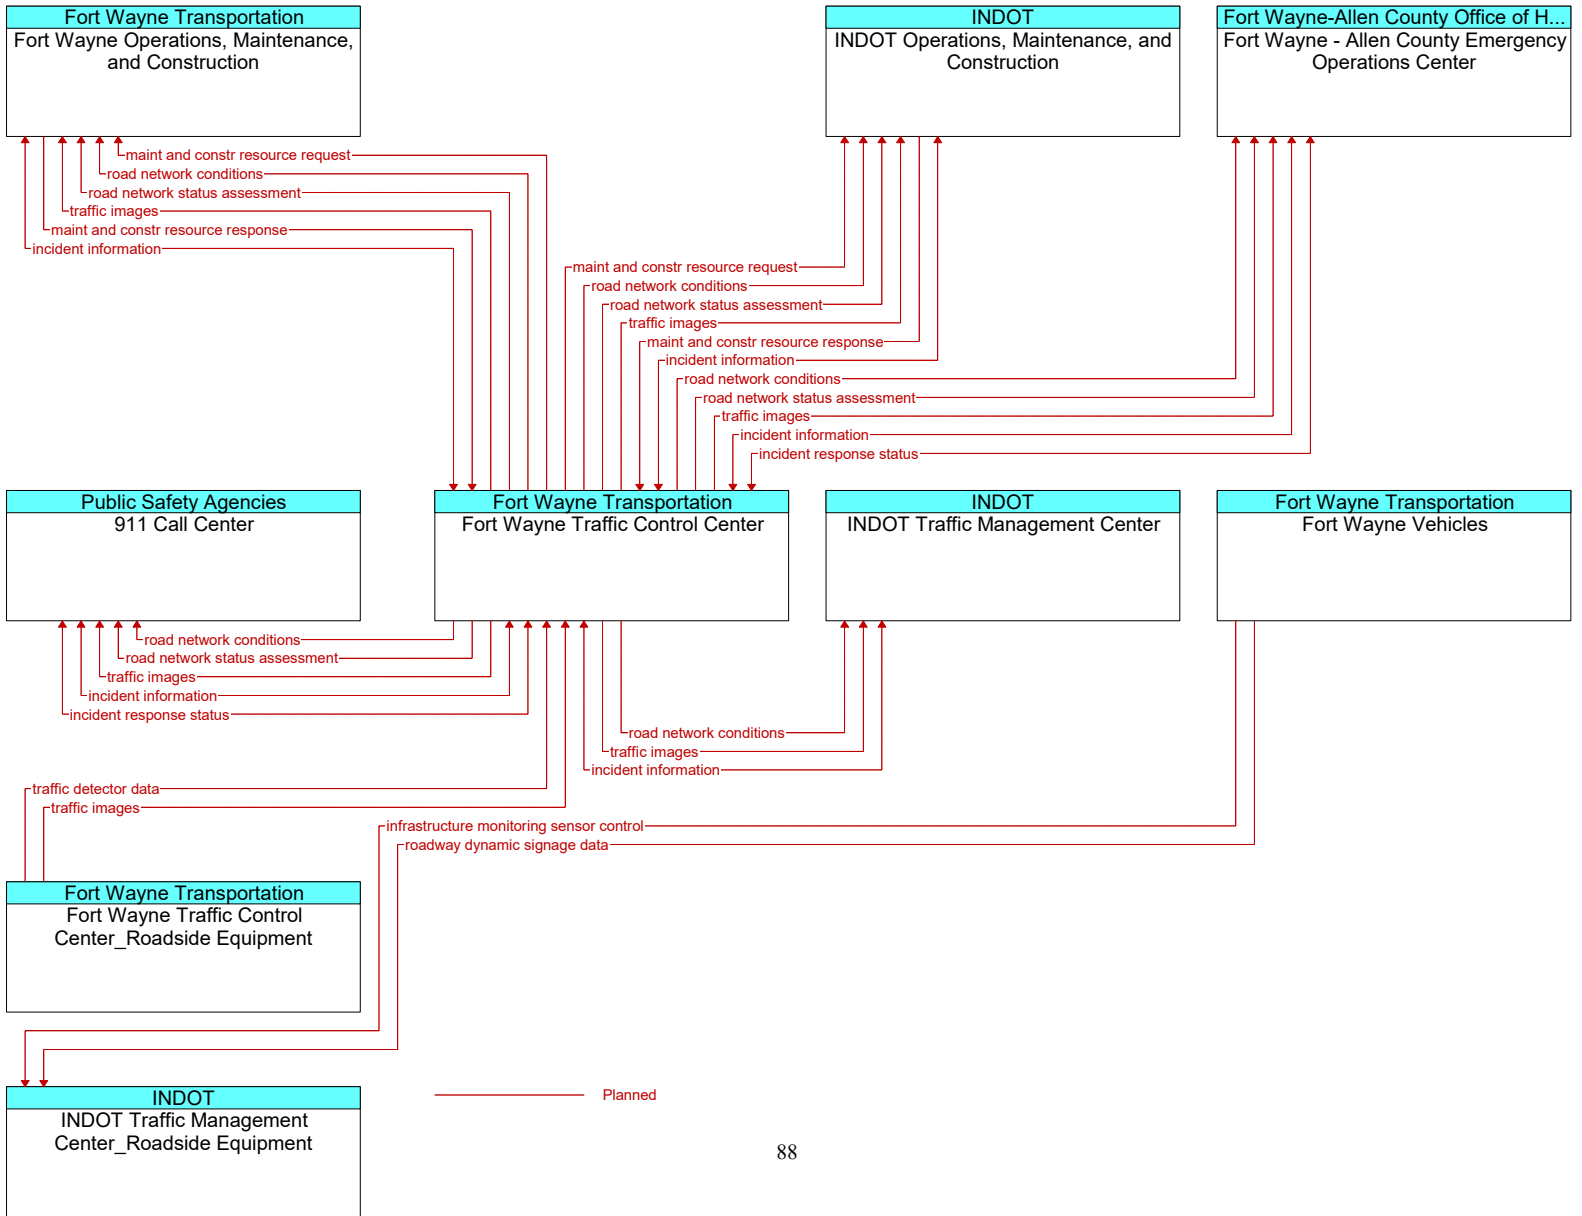 Fort Wayne Transportation
Fort Wayne Operations, Maintenance,
and Construction
INDOT
INDOT Operations, Maintenance, and
Construction
Fort Wayne-Allen County Office of H...
Fort Wayne - Allen County Emergency
Operations Center
maint and constr resource request
road network conditions
road network status assessment
traffic images
maint and constr resource response
incident information
maint and constr resource request
road network conditions
road network status assessment
traffic images
maint and constr resource response
incident information
road network conditions
road network status assessment
traffic images
incident information
incident response status
Public Safety Agencies
911 Call Center
Fort Wayne Transportation
Fort Wayne Traffic Control Center
INDOT
INDOT Traffic Management Center
Fort Wayne Transportation
Fort Wayne Vehicles
road network conditions
road network status assessment
traffic images
incident information
incident response status
road network conditions
traffic images
incident information
traffic detector data
traffic images
infrastructure monitoring sensor control
roadway dynamic signage data
Fort Wayne Transportation
Fort Wayne Traffic Control
Center_Roadside Equipment
INDOT
INDOT Traffic Management
Center_Roadside Equipment
Planned
88